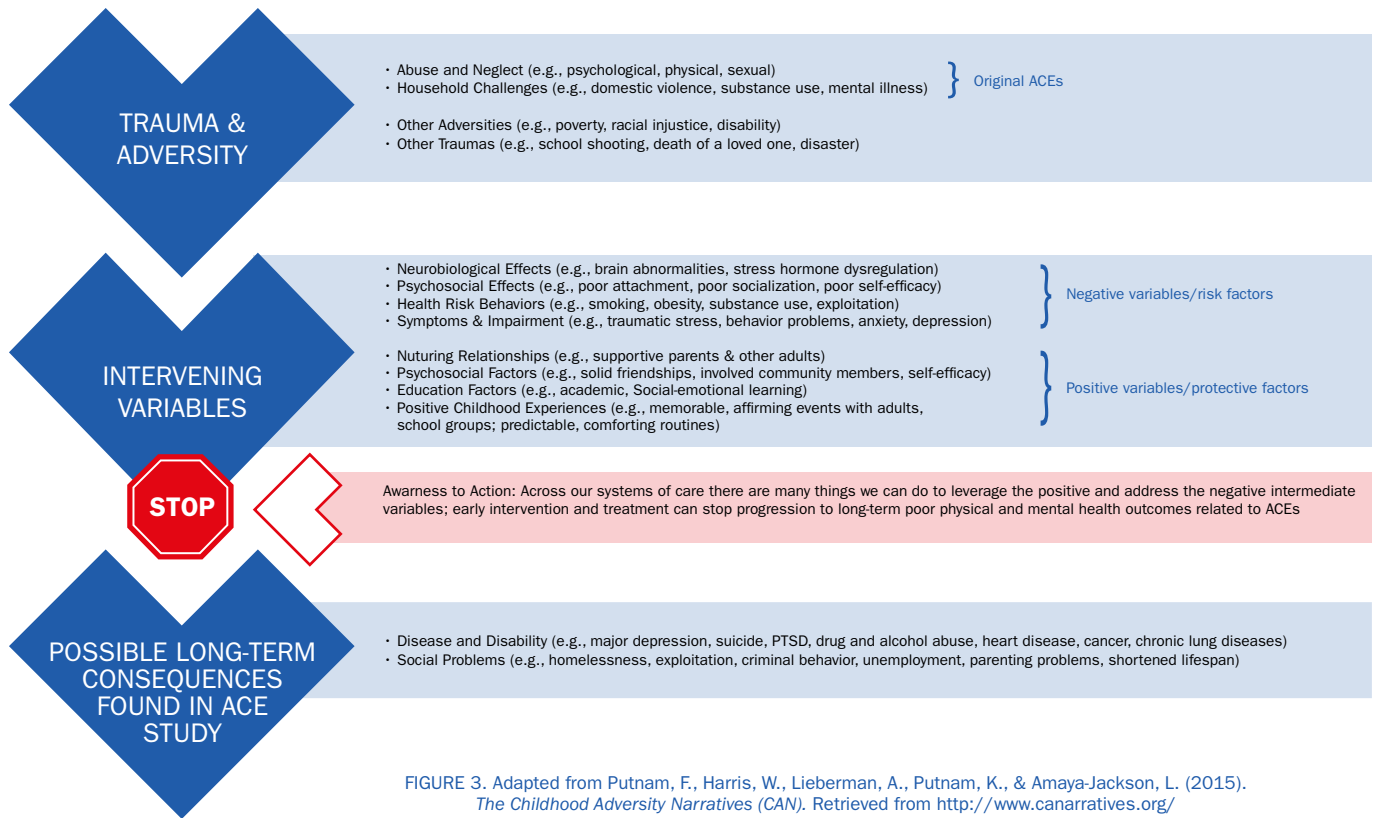 TRAUMA &
ADVERSITY
· Abuse and Neglect (e.g., psychological, physical, sexual)
· Household Challenges (e.g., domestic violence, substance use, mental illness)
Original ACEs
· Other Adversities (e.g., poverty, racial injustice, disability)
· Other Traumas (e.g., school shooting, death of a loved one, disaster)
INTERVENING
VARIABLES
· Neurobiological Effects (e.g., brain abnormalities, stress hormone dysregulation)
· Psychosocial Effects (e.g., poor attachment, poor socialization, poor self-efficacy)
· Health Risk Behaviors (e.g., smoking, obesity, substance use, exploitation)
· Symptoms & Impairment (e.g., traumatic stress, behavior problems, anxiety, depression)
Negative variables/risk factors
· Nuturing Relationships (e.g., supportive parents & other adults)
· Psychosocial Factors (e.g., solid friendships, involved community members, self-efficacy)
· Education Factors (e.g., academic, Social-emotional learning)
· Positive Childhood Experiences (e.g., memorable, affirming events with adults,
school groups; predictable, comforting routines)
Positive variables/protective factors
STOP
Awarness to Action: Across our systems of care there are many things we can do to leverage the positive and address the negative intermediate
variables; early intervention and treatment can stop progression to long-term poor physical and mental health outcomes related to ACEs
POSSIBLE LONG-TERM
CONSEQUENCES
FOUND IN ACE
STUDY
· Disease and Disability (e.g., major depression, suicide, PTSD, drug and alcohol abuse, heart disease, cancer, chronic lung diseases)
· Social Problems (e.g., homelessness, exploitation, criminal behavior, unemployment, parenting problems, shortened lifespan)
FIGURE 3. Adapted from Putnam, F., Harris, W., Lieberman, A., Putnam, K., & Amaya-Jackson, L. (2015).
The Childhood Adversity Narratives (CAN). Retrieved from http://www.canarratives.org/